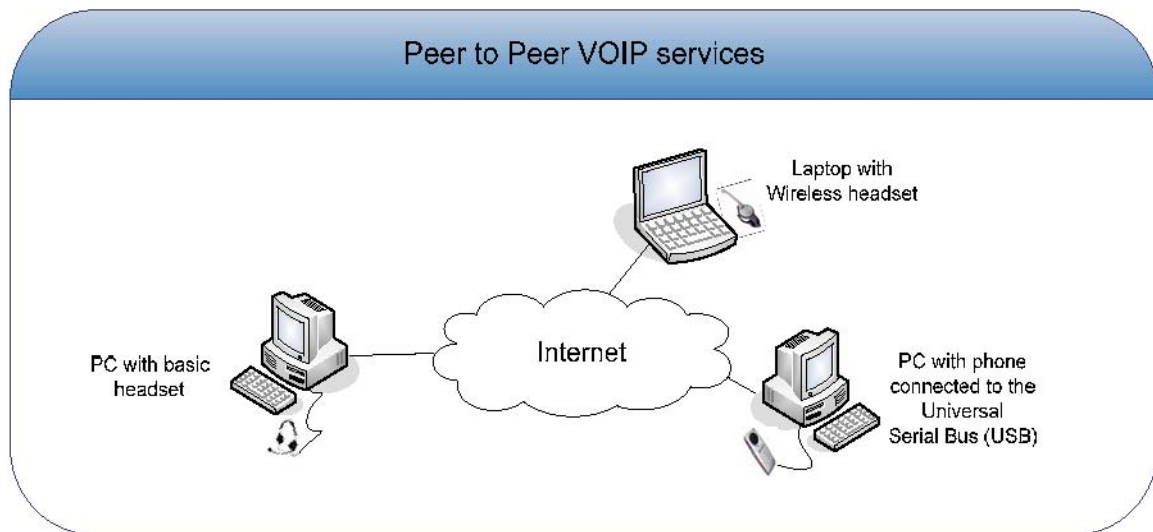 Peer to Peer VOIP services
Laptop with
Wireless headset
Internet
PC with basic
headset
PC with phone
connected to the
Universal
Serial Bus (USB)